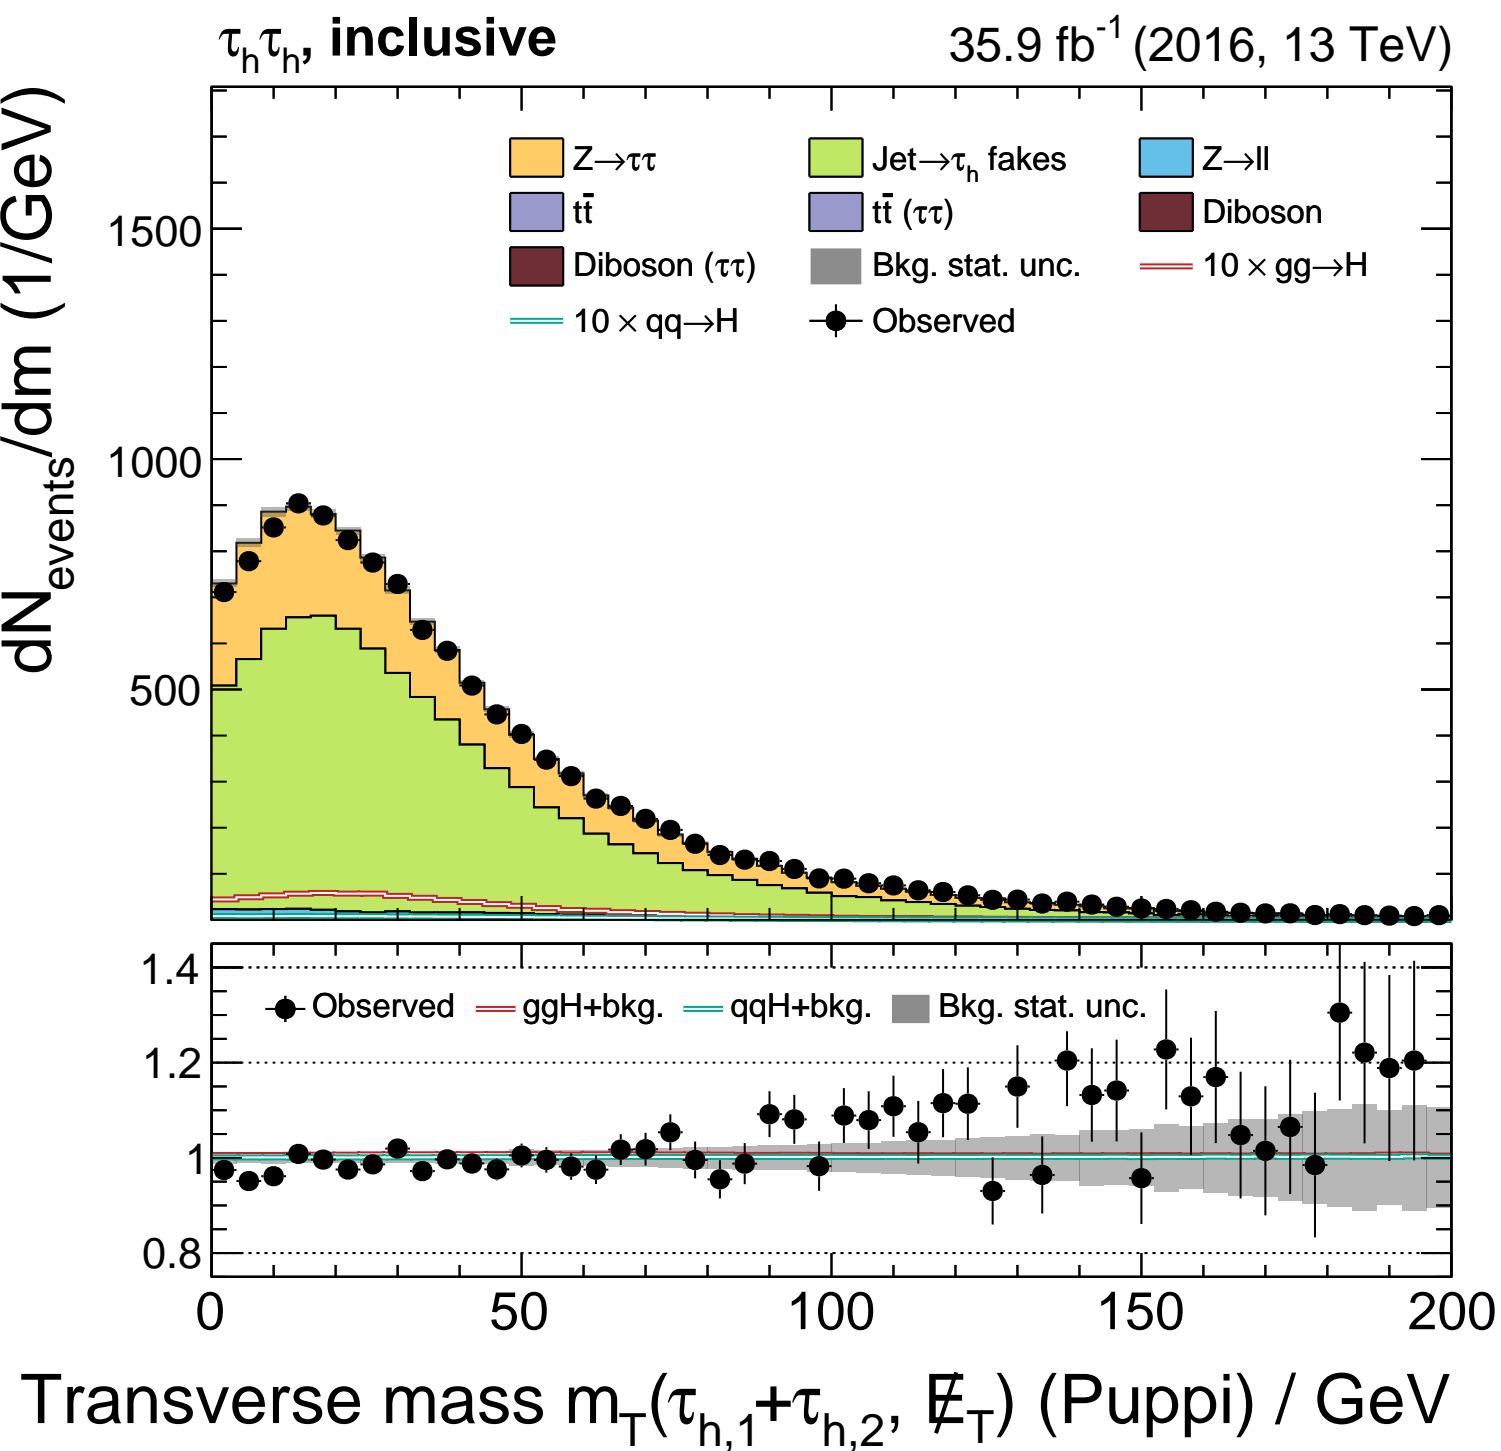 τhτh, inclusive 35.9 fb-1 (2016, 13 TeV)
dNevents/dm (1/GeV)
Z→ττ Jet→τh fakes Z→ll
tt̄ tt̄ (ττ) Diboson
Diboson (ττ) Bkg. stat. unc. 10 × gg→H
10 × qq→H Observed
1500
1000
500
Observed ggH+bkg. qqH+bkg. Bkg. stat. unc.
1.4
1.2
1
0.8
0 50 100 150 200
Transverse mass mT(τh,1+τh,2, E̸T) (Puppi) / GeV